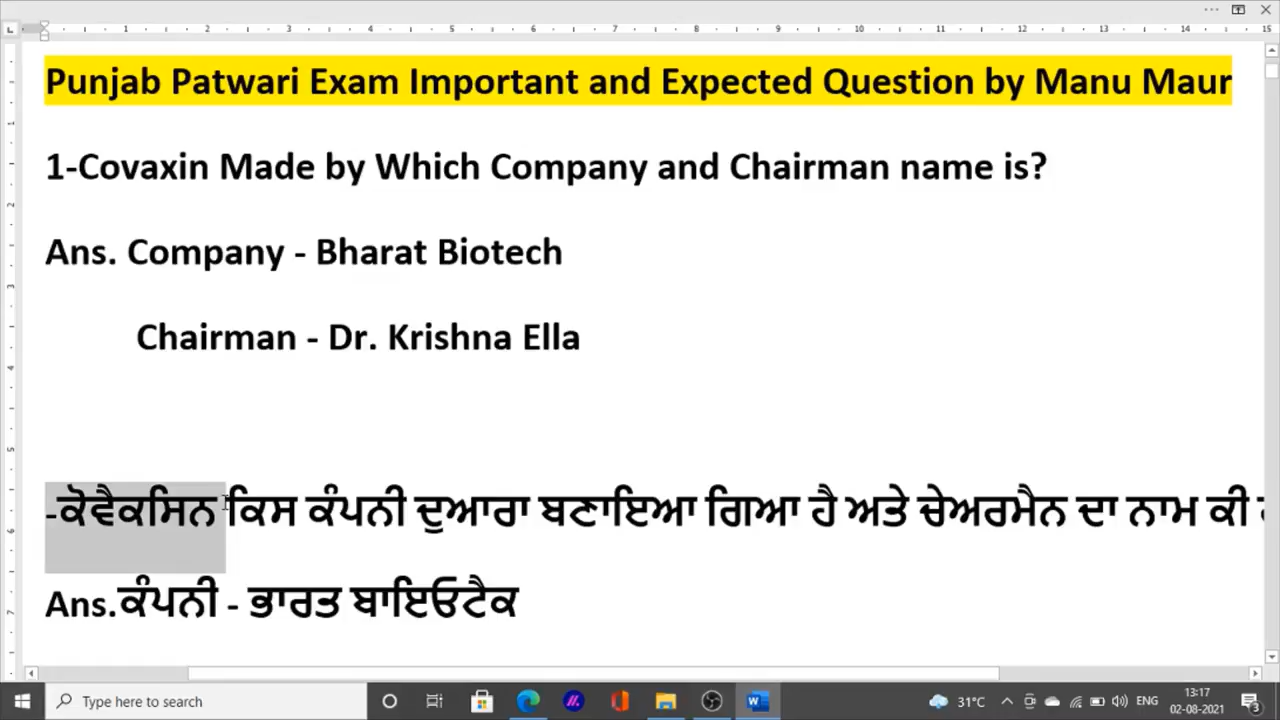 Punjab Patwari Exam Important and Expected Question by Manu Maur
1-Covaxin Made by Which Company and Chairman name is?
Ans. Company - Bharat Biotech
Chairman - Dr. Krishna Ella
-ਕੋਵੈਕਸਿਨ ਕਿਸ ਕੰਪਨੀ ਦੁਆਰਾ ਬਣਾਇਆ ਗਿਆ ਹੈ ਅਤੇ ਚੇਅਰਮੈਨ ਦਾ ਨਾਮ ਕੀ
Ans.ਕੰਪਨੀ - ਭਾਰਤ ਬਾਇਓਟੈਕ
Type here to search
31°C
ENG
13:17
02-08-2021
3